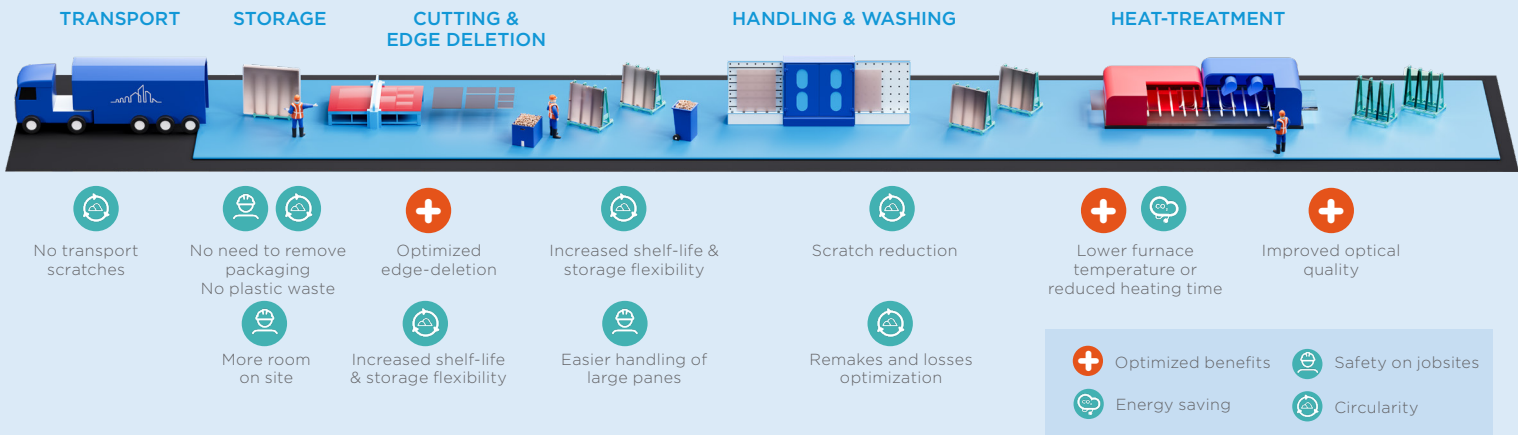 TRANSPORT
STORAGE
CUTTING &
EDGE DELETION
HANDLING & WASHING
HEAT-TREATMENT
No transport
scratches
No need to remove
packaging
No plastic waste
More room
on site
Optimized
edge-deletion
Increased shelf-life
& storage flexibility
Increased shelf-life &
storage flexibility
Easier handling of
large panes
Scratch reduction
Remakes and losses
optimization
Lower furnace
temperature or
reduced heating time
Improved optical
quality
Optimized benefits
Safety on jobsites
Energy saving
Circularity